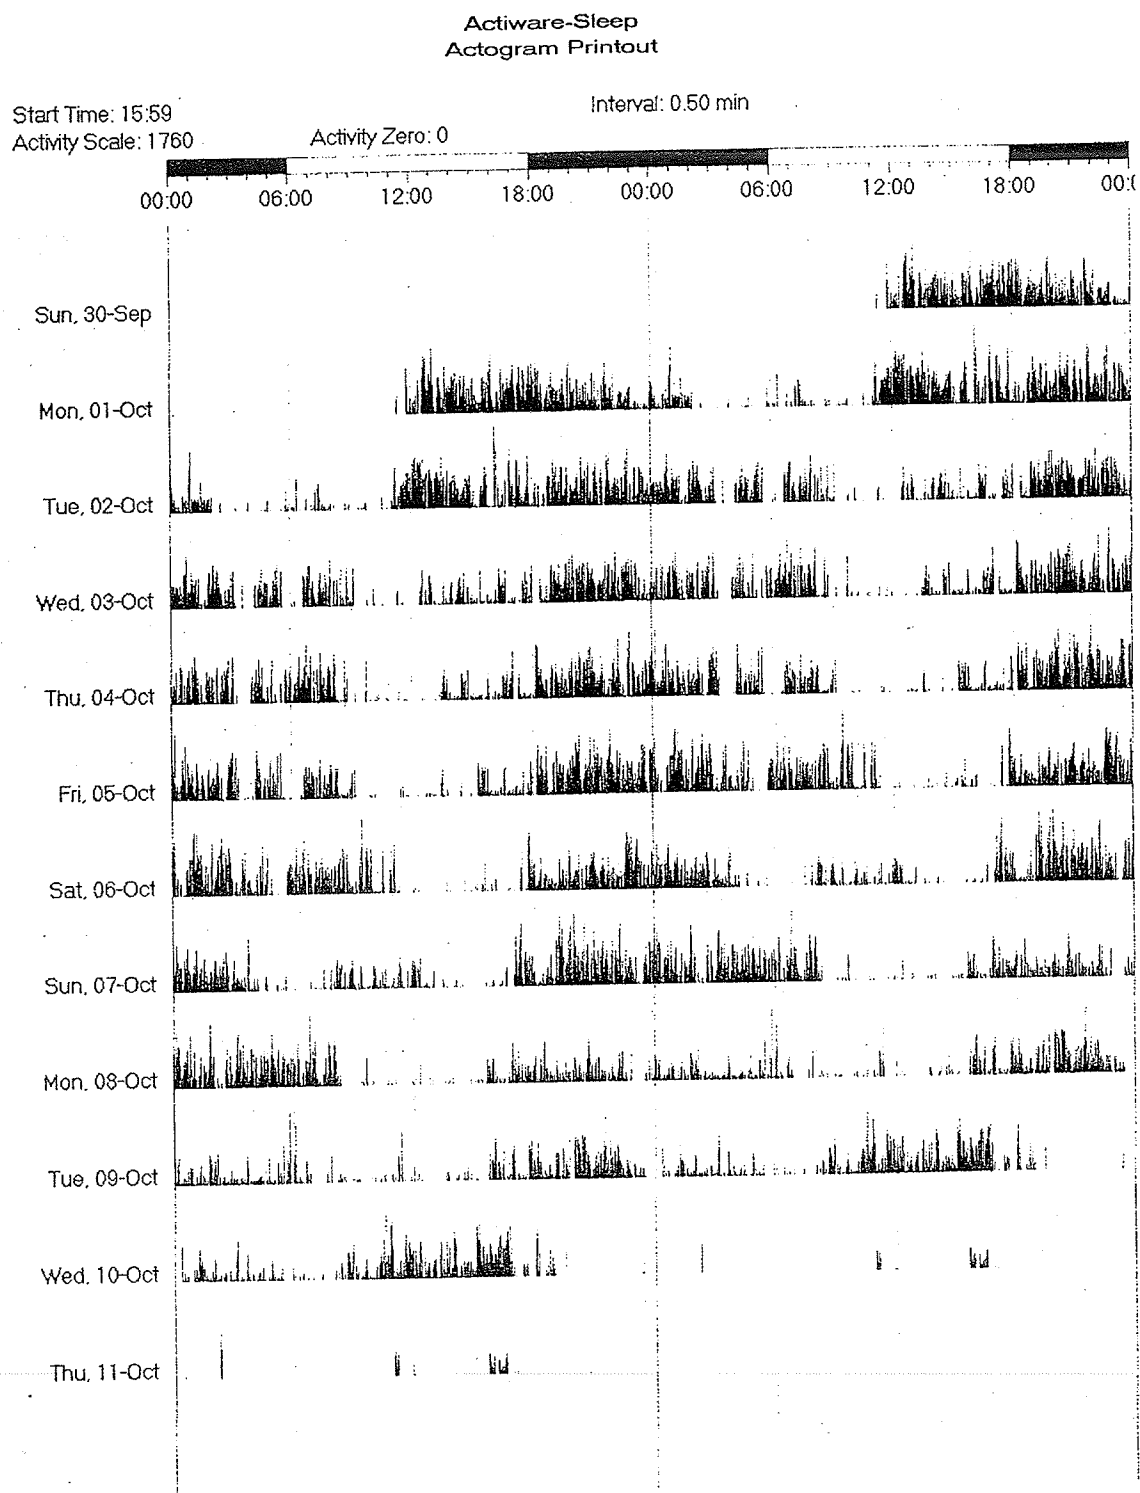 Actiware-Sleep
Actogram Printout
Start Time: 15:59
Interval: 0.50 min
Activity Scale: 1760
Activity Zero: 0
00:00 06:00 12:00 18:00 00:00 06:00 12:00 18:00 00:
Sun, 30-Sep
Mon, 01-Oct
Tue, 02-Oct
Wed, 03-Oct
Thu, 04-Oct
Fri, 05-Oct
Sat, 06-Oct
Sun, 07-Oct
Mon, 08-Oct
Tue, 09-Oct
Wed, 10-Oct
Thu, 11-Oct